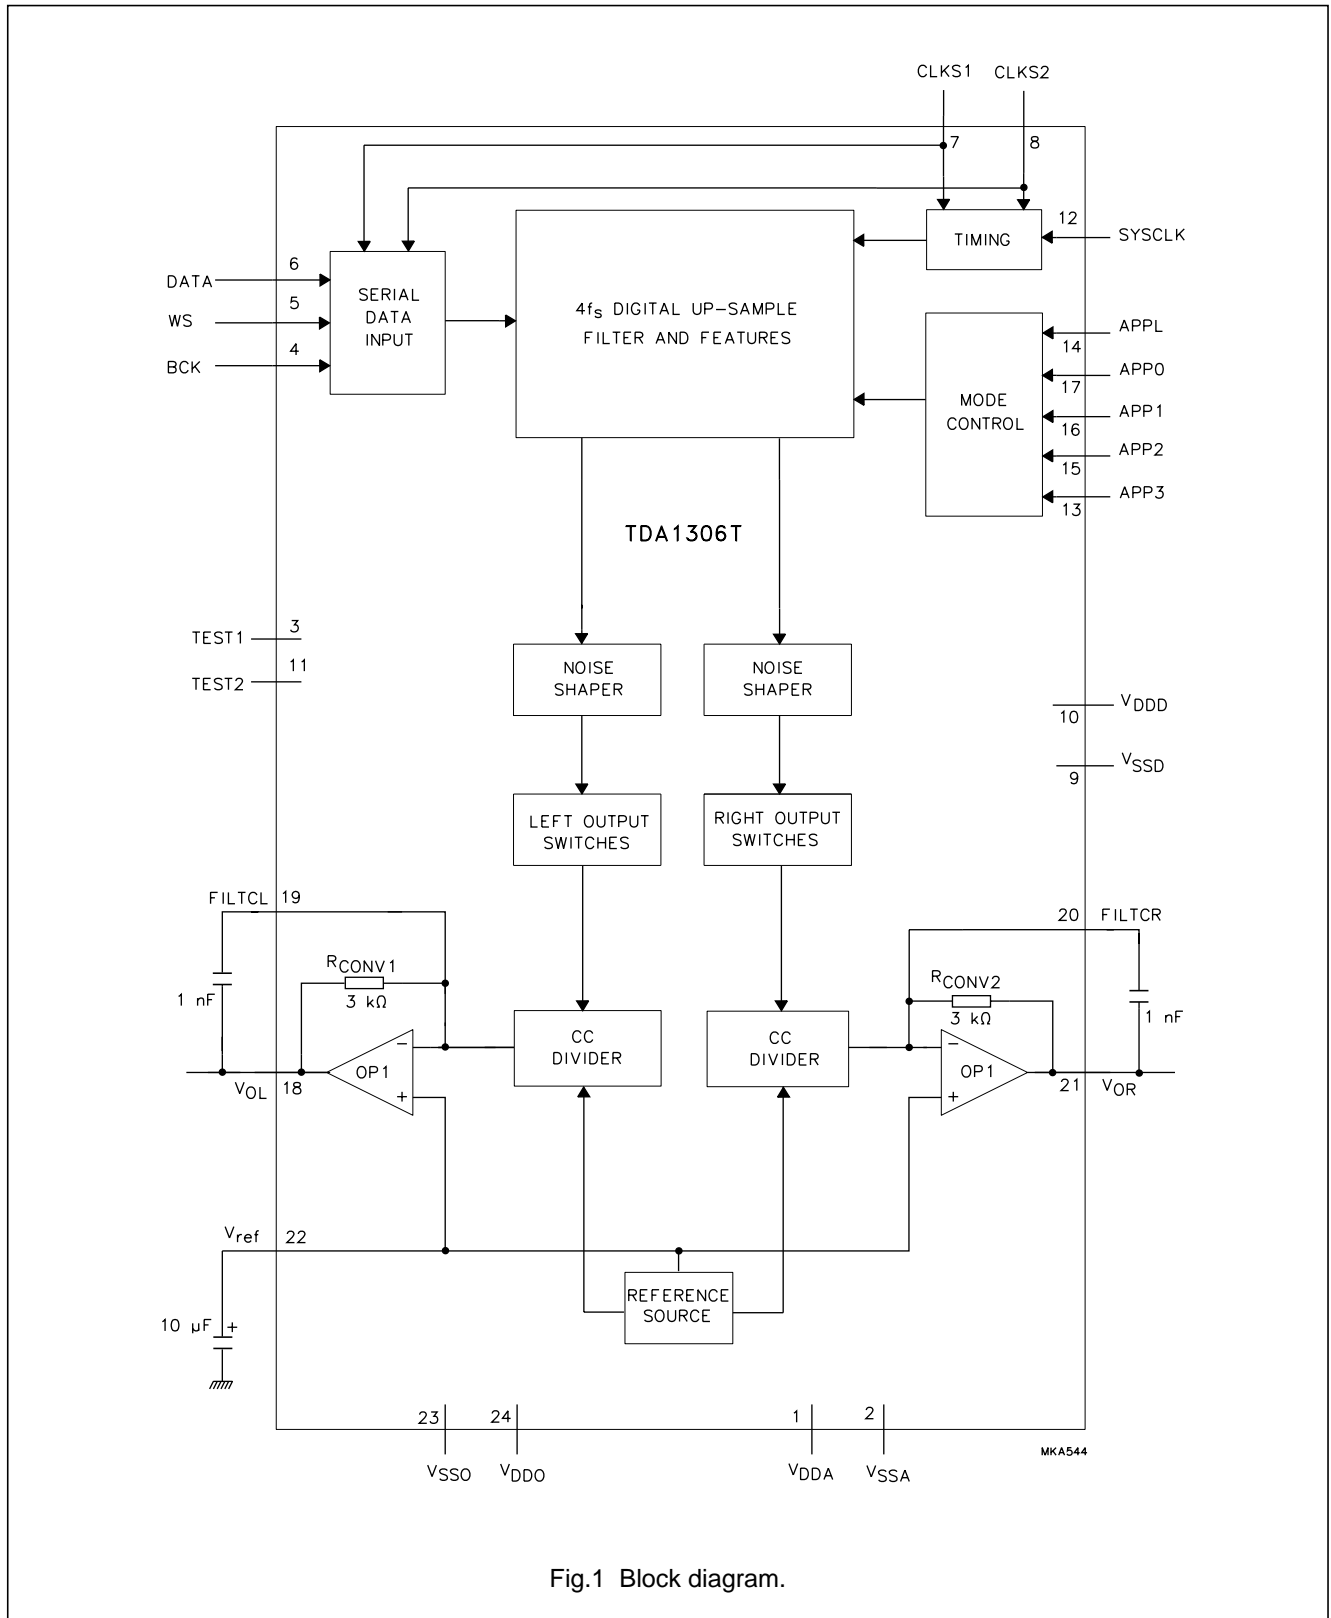 CLKS1 CLKS2
7 8
12
SYSCLK
TIMING
6
DATA
5
WS
4
BCK
SERIAL
DATA
INPUT
4fs DIGITAL UP-SAMPLE
FILTER AND FEATURES
APPL
14
APP0
17
APP1
16
APP2
15
APP3
13
MODE
CONTROL
TDA1306T
3
TEST1
11
TEST2
NOISE
SHAPER
NOISE
SHAPER
VDDD
10
VSSD
9
LEFT OUTPUT
SWITCHES
RIGHT OUTPUT
SWITCHES
FILTCL 19
20 FILTCR
RCONV1
3 kΩ
1 nF
RCONV2
3 kΩ
1 nF
CC
DIVIDER
CC
DIVIDER
− OP1 +
− OP1 +
VOL 18
21 VOR
Vref 22
REFERENCE
SOURCE
10 µF +
23 24 1 2
VSSO VDDO VDDA VSSA
MKA544
Fig.1 Block diagram.